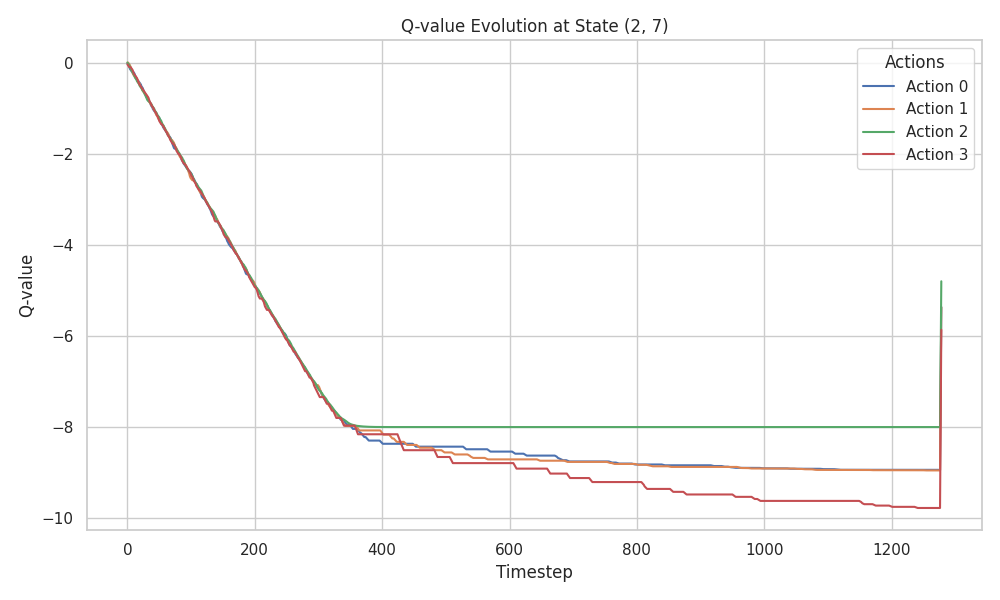 Q-value Evolution at State (2, 7)
Actions
Action 0
Action 1
Action 2
Action 3
Q-value
0
−2
−4
−6
−8
−10
0 200 400 600 800 1000 1200
Timestep